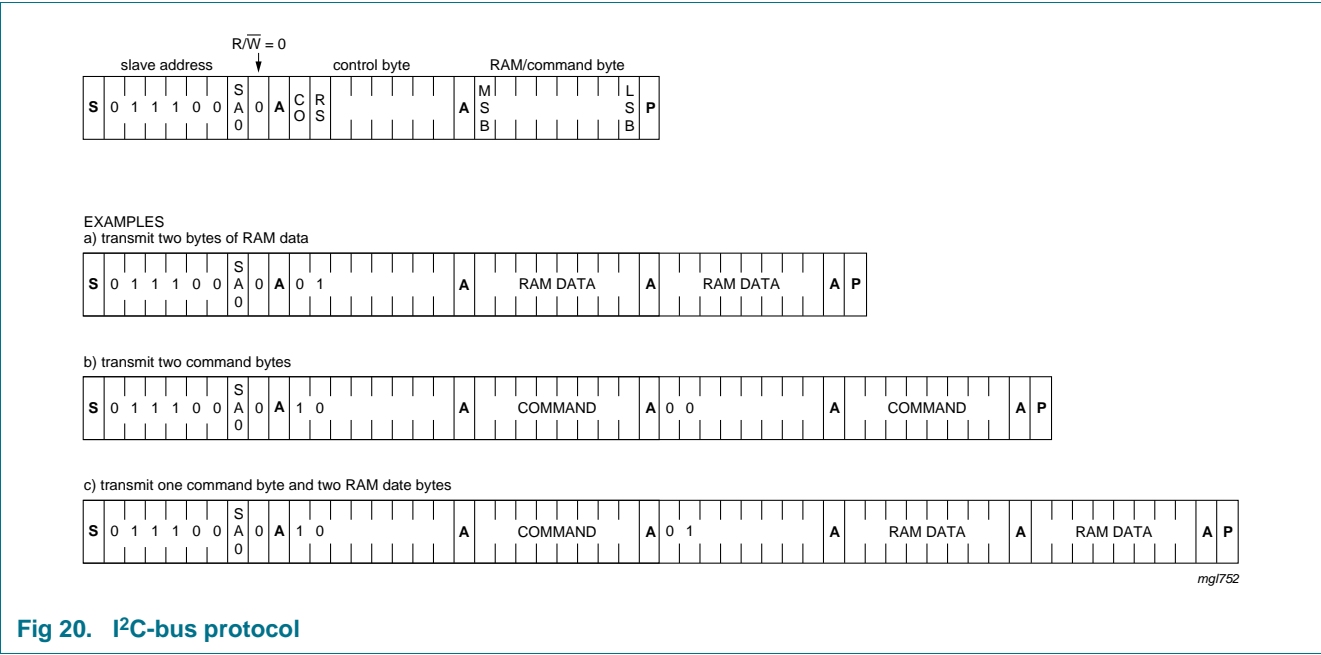 R/W̅ = 0
slave address control byte RAM/command byte
S 0 1 1 1 0 0 SA0 0 A CO RS A MSB LSB P
EXAMPLES
a) transmit two bytes of RAM data
S 0 1 1 1 0 0 SA0 0 A 0 1 A RAM DATA A RAM DATA A P
b) transmit two command bytes
S 0 1 1 1 0 0 SA0 0 A 1 0 A COMMAND A 0 0 A COMMAND A P
c) transmit one command byte and two RAM date bytes
S 0 1 1 1 0 0 SA0 0 A 1 0 A COMMAND A 0 1 A RAM DATA A RAM DATA A P
mgl752
Fig 20. I²C-bus protocol